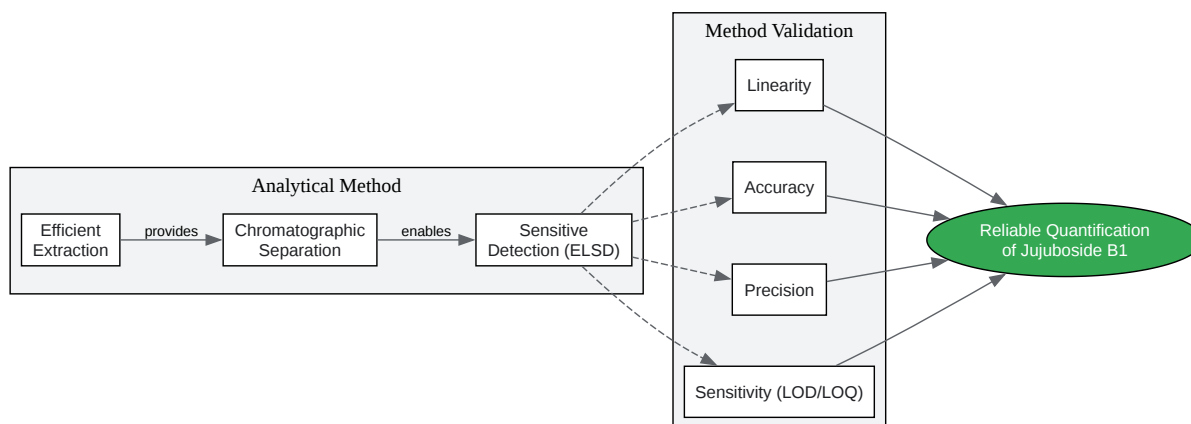 Method Validation
Linearity
Analytical Method
Accuracy
Efficient
Extraction
provides
Chromatographic
Separation
enables
Sensitive
Detection (ELSD)
Reliable Quantification
of Jujuboside B1
Precision
Sensitivity (LOD/LOQ)